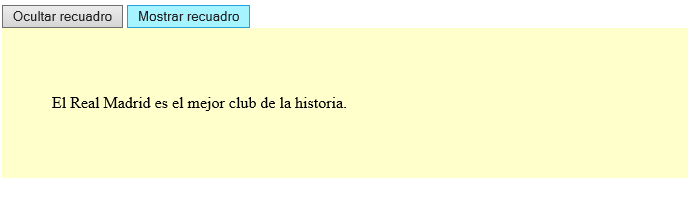 Ocultar recuadro Mostrar recuadro
El Real Madrid es el mejor club de la historia.